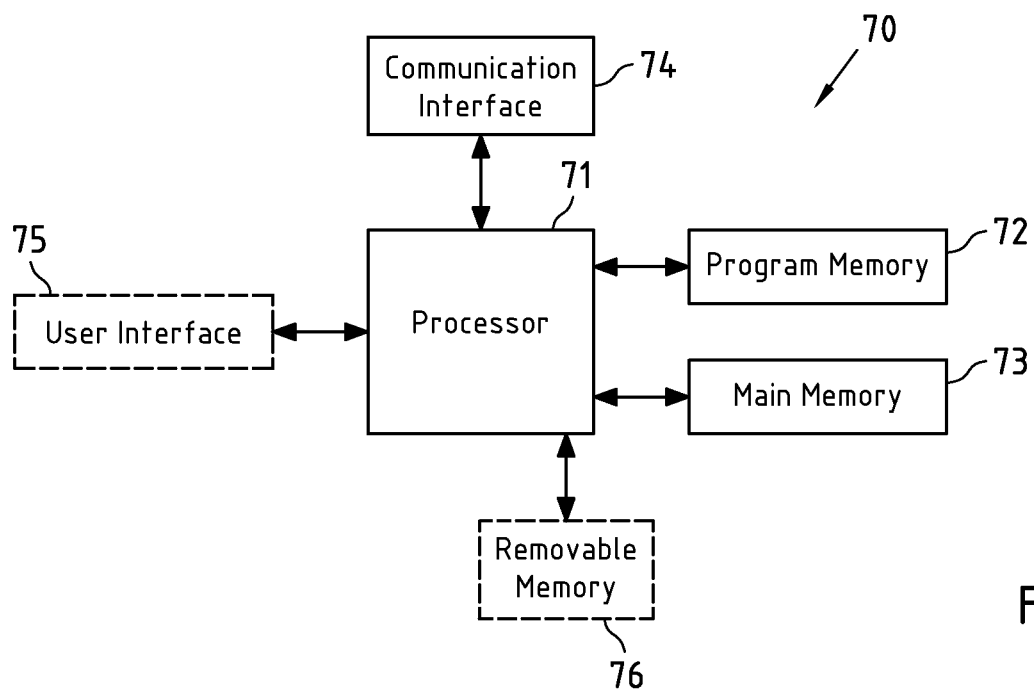 70
Communication
Interface
74
71
75
72
Program Memory
User Interface
Processor
73
Main Memory
Removable
Memory
76
F